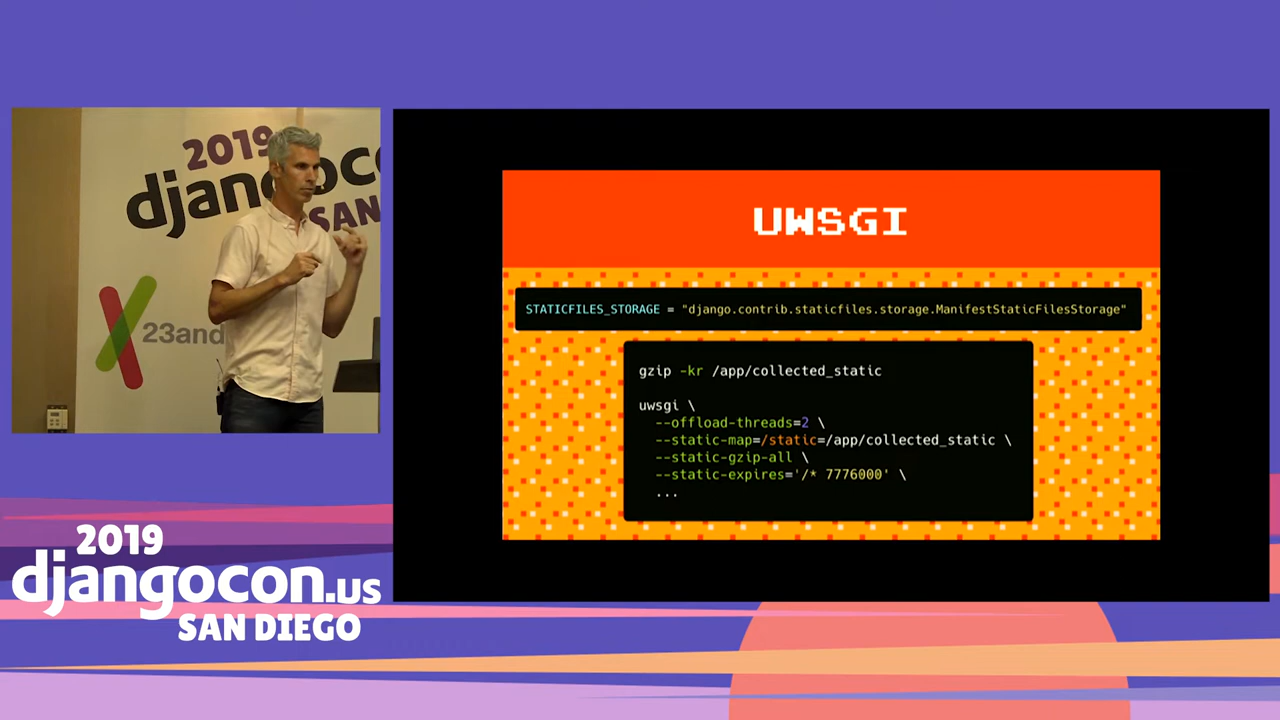 2019
djangoc
SAN
23and
UWSGI
STATICFILES_STORAGE = "django.contrib.staticfiles.storage.ManifestStaticFilesStorage"
gzip -kr /app/collected_static
uwsgi \
--offload-threads=2 \
--static-map=/static=/app/collected_static \
--static-gzip-all \
--static-expires='/* 7776000' \
...
2019
djangocon.us
SAN DIEGO